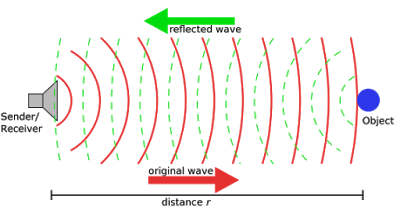 reflected wave
Sender/
Receiver
Object
original wave
distance r